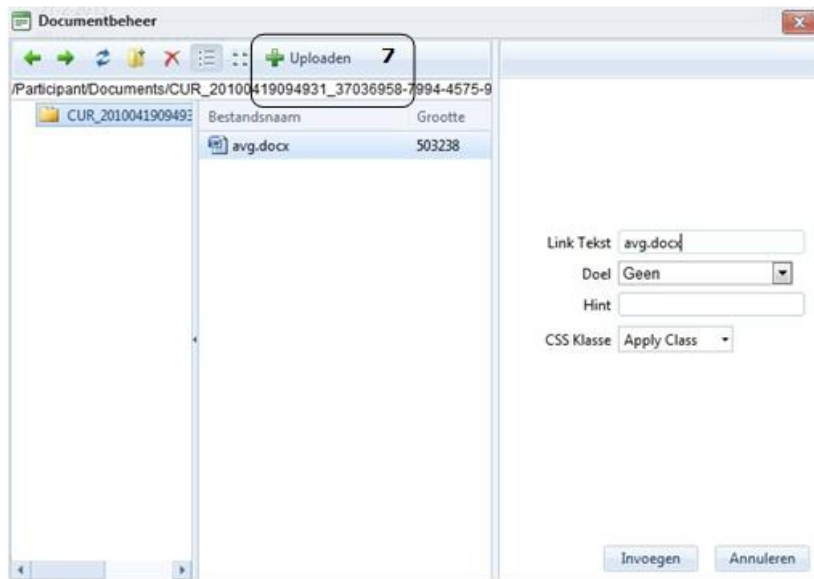 Documentbeheer
Uploaden 7
/Participant/Documents/CUR_20100419094931_37036958-7994-4575-9
CUR_201004190949
Bestandsnaam Grootte
avg.docx 503238
Link Tekst avg.docx
Doel Geen
Hint
CSS Klasse Apply Class
Invoegen Annuleren